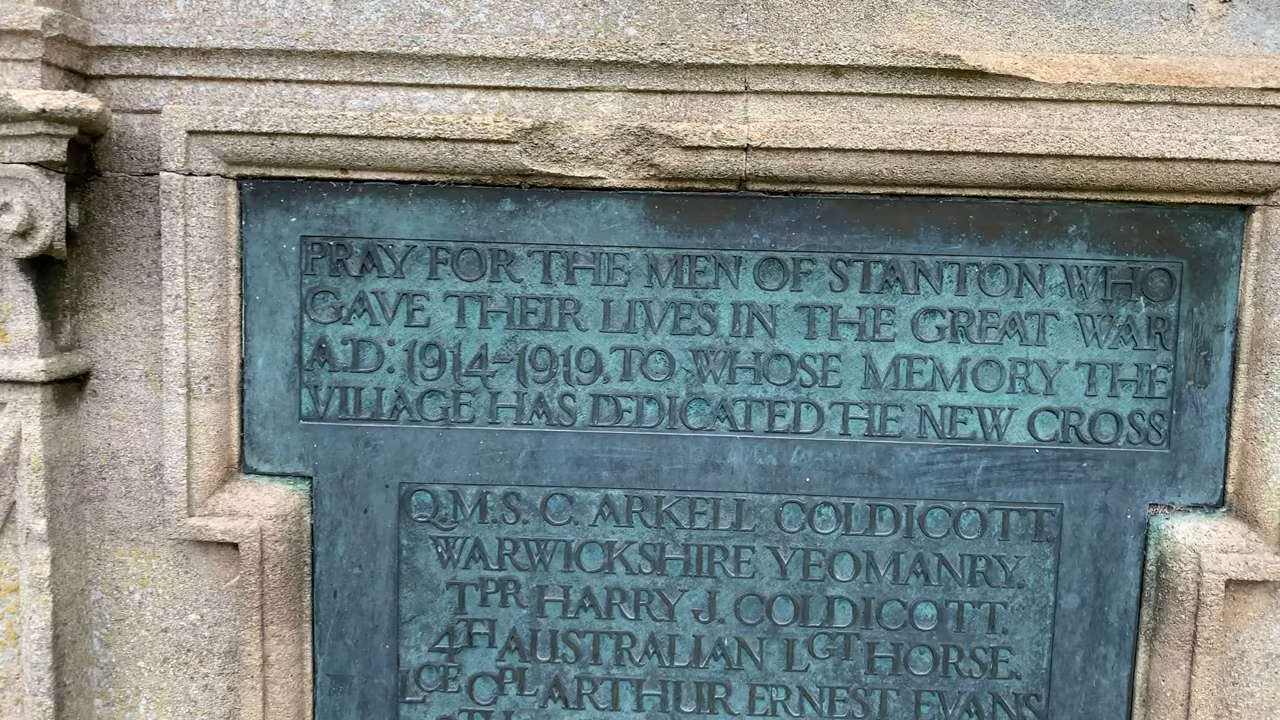 PRAY FOR THE MEN OF STANTON WHO
GAVE THEIR LIVES IN THE GREAT WAR
A.D. 1914–1919, TO WHOSE MEMORY THE
VILLAGE HAS DEDICATED THE NEW CROSS
Q.M.S. C. ARKELL COLDICOTT.
WARWICKSHIRE YEOMANRY.
TPR HARRY J. COLDICOTT.
4TH AUSTRALIAN LGT HORSE.
LCE CPL ARTHUR ERNEST EVANS